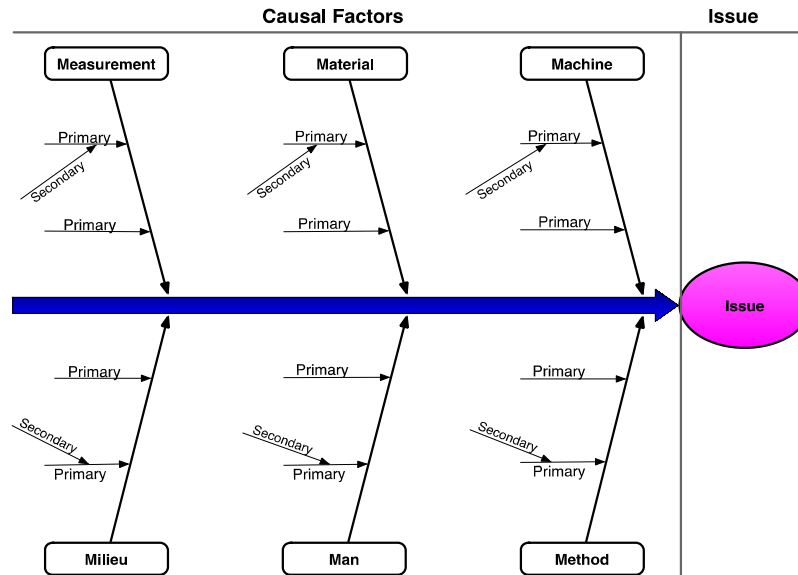 Causal Factors
Issue
Measurement
Material
Machine
Primary
Secondary
Primary
Secondary
Primary
Secondary
Primary
Primary
Primary
Issue
Primary
Primary
Primary
Secondary
Primary
Secondary
Primary
Secondary
Primary
Milieu
Man
Method